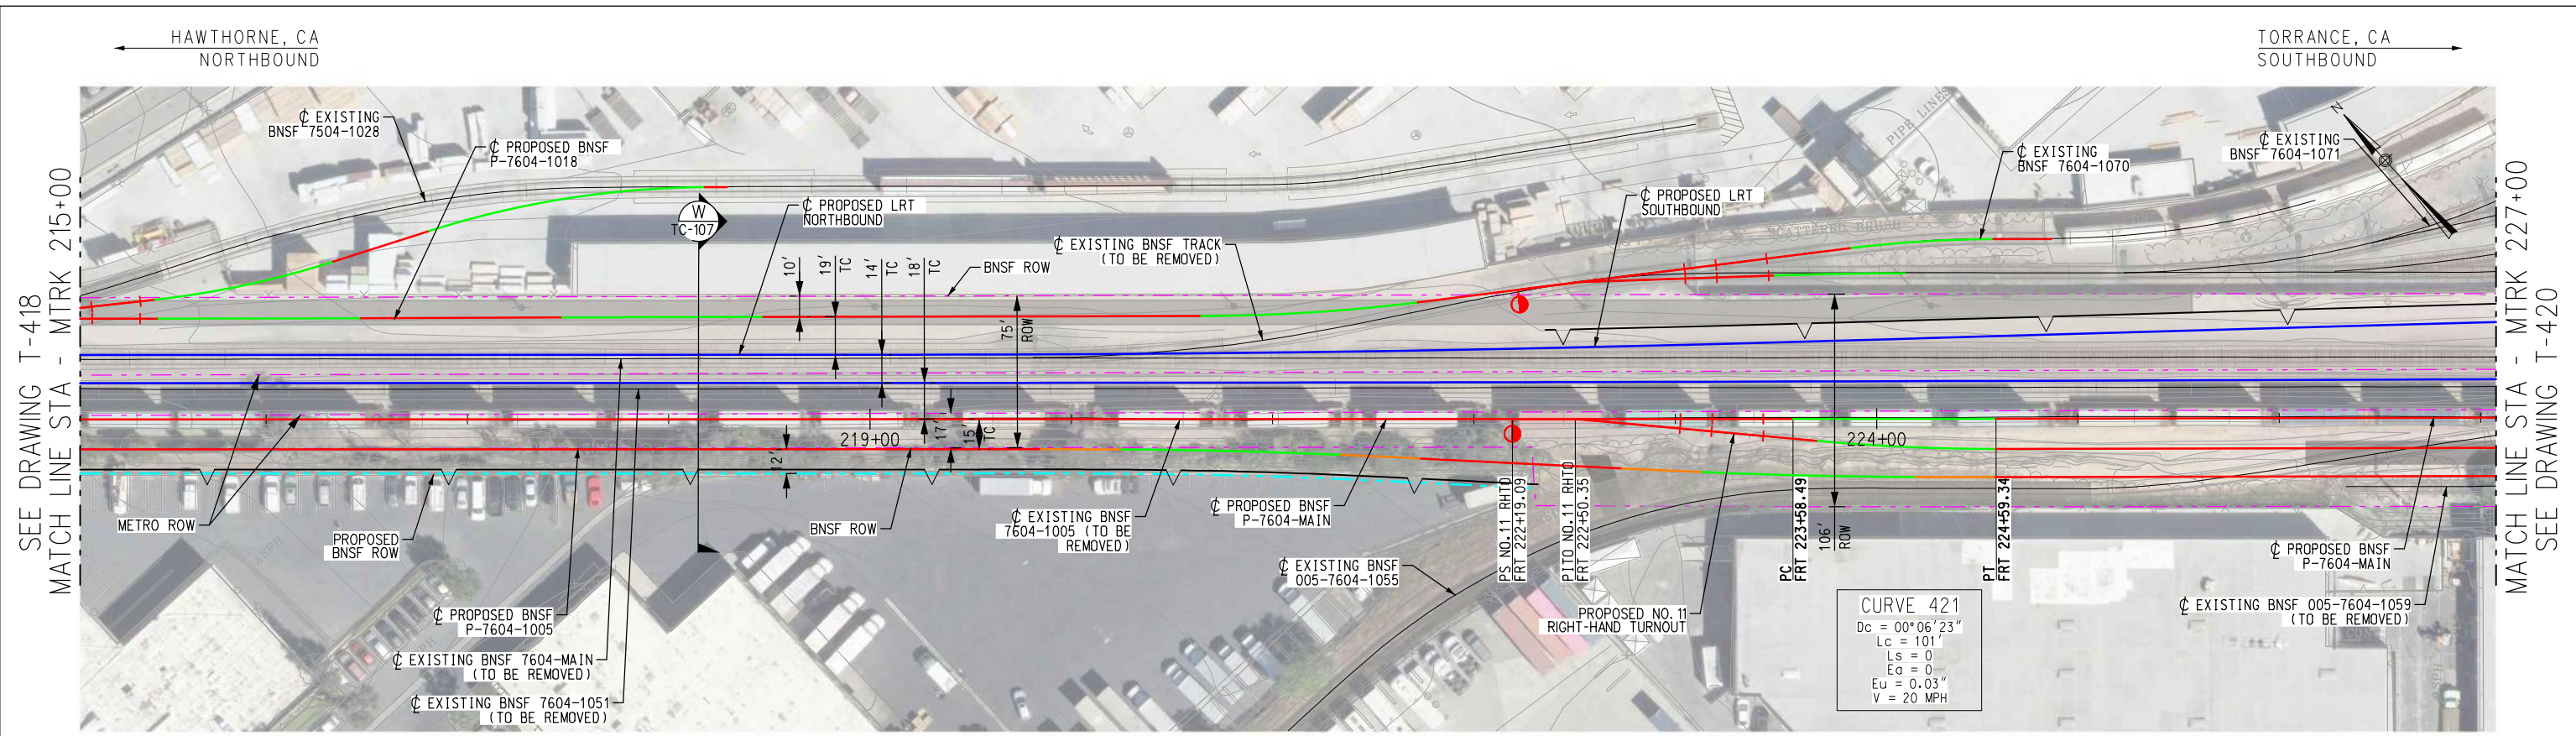 HAWTHORNE, CA
NORTHBOUND
TORRANCE, CA
SOUTHBOUND
SEE DRAWING T-418
MATCH LINE STA - MTRK 215+00
℄ EXISTING
BNSF 7504-1028
℄ PROPOSED BNSF
P-7604-1018
W
TC-107
℄ PROPOSED LRT
NORTHBOUND
10'
19'
TC
14'
TC
18'
TC
BNSF ROW
℄ EXISTING BNSF TRACK
(TO BE REMOVED)
75'
ROW
℄ PROPOSED LRT
SOUTHBOUND
SCATTERED BRUSH
PIPE LINES
℄ EXISTING
BNSF 7604-1070
℄ EXISTING
BNSF 7604-1071
N
219+00
17'
15'
TC
12'
224+00
METRO ROW
PROPOSED
BNSF ROW
℄ PROPOSED BNSF
P-7604-1005
℄ EXISTING BNSF 7604-MAIN
(TO BE REMOVED)
℄ EXISTING BNSF 7604-1051
(TO BE REMOVED)
BNSF ROW
℄ EXISTING BNSF
7604-1005 (TO BE
REMOVED)
℄ PROPOSED BNSF
P-7604-MAIN
℄ EXISTING BNSF
005-7604-1055
PS NO.11 RHTO
FRT 222+19.09
PITO NO.11 RHTO
FRT 222+50.35
PROPOSED NO.11
RIGHT-HAND TURNOUT
PC
FRT 223+58.49
106'
ROW
PT
FRT 224+59.34
CURVE 421
Dc = 00°06'23"
Lc = 101'
Ls = 0
Ea = 0
Eu = 0.03"
V = 20 MPH
℄ PROPOSED BNSF
P-7604-MAIN
℄ EXISTING BNSF 005-7604-1059
(TO BE REMOVED)
ASPH
ASPH
MATCH LINE STA - MTRK 227+00
SEE DRAWING T-420